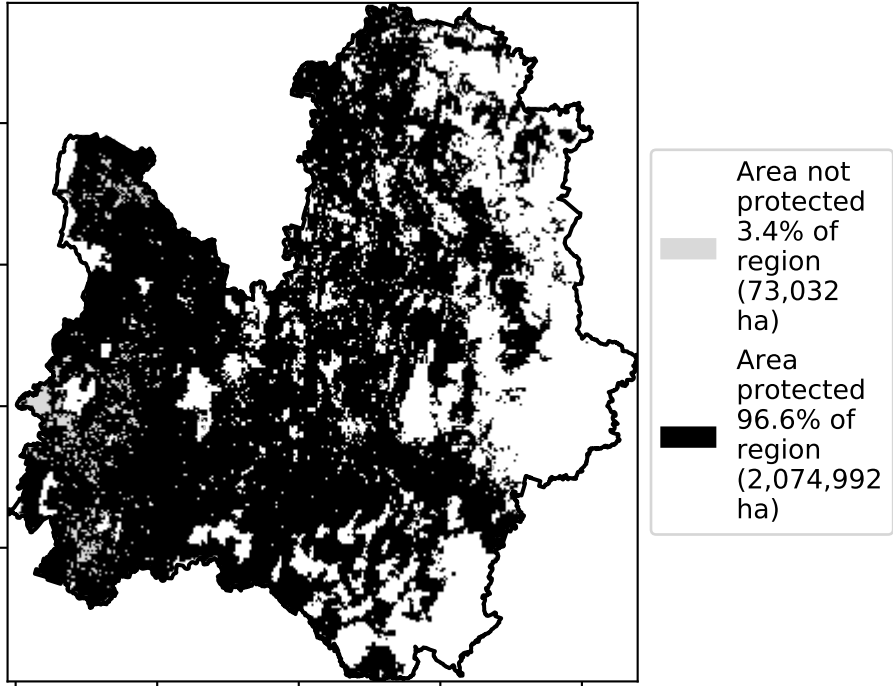 Area not
protected
3.4% of
region
(73,032
ha)
Area
protected
96.6% of
region
(2,074,992
ha)